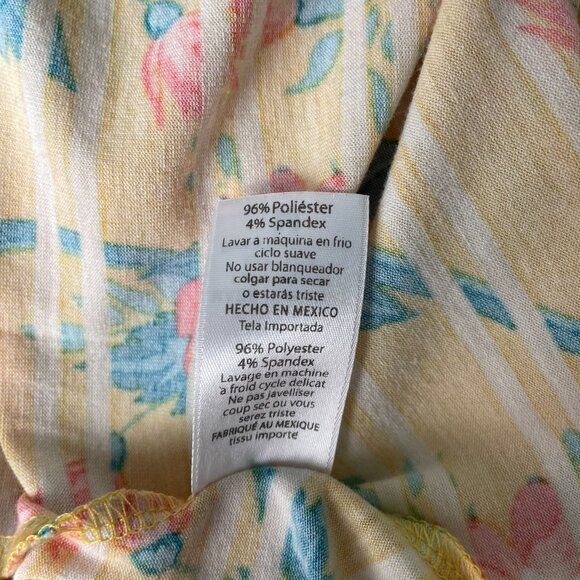 96% Poliéster
4% Spandex
Lavar a maquina en frio
ciclo suave
No usar blanqueador
colgar para secar
o estarás triste
HECHO EN MEXICO
Tela Importada
96% Polyester
4% Spandex
Lavage en machine
a froid cycle delicat
Ne pas javelliser
coup sec ou vous
serez triste
FABRIQUÉ AU MEXIQUE
tissu importé